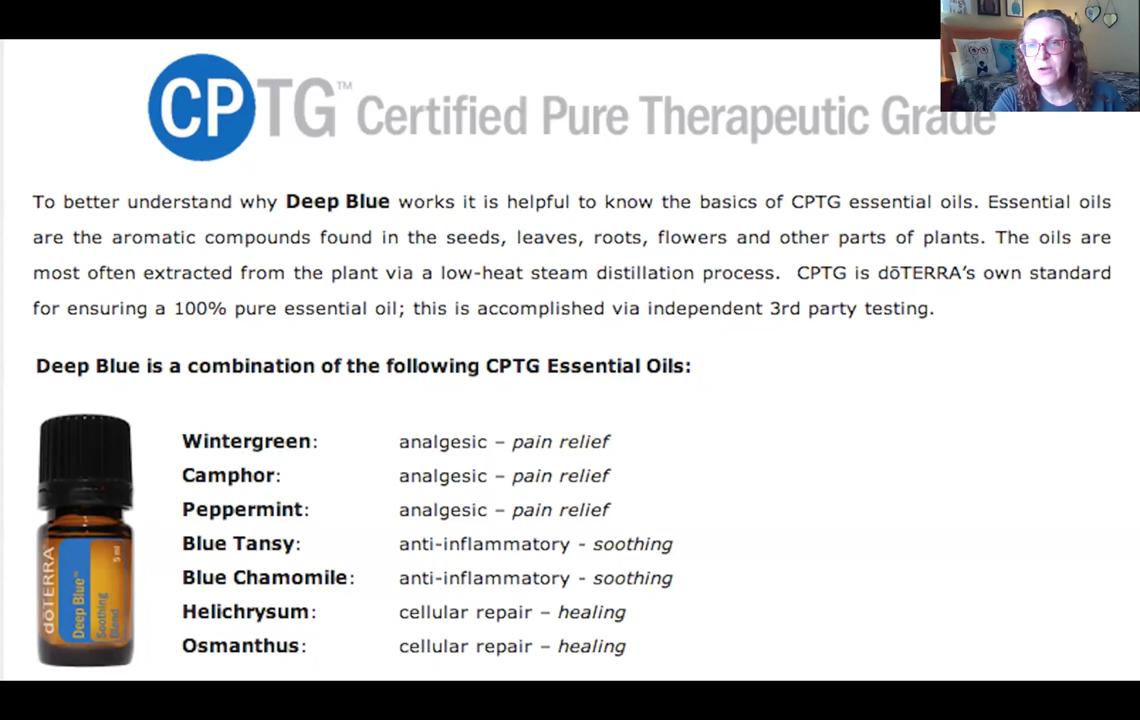 CPTG™ Certified Pure Therapeutic Grade
To better understand why Deep Blue works it is helpful to know the basics of CPTG essential oils. Essential oils
are the aromatic compounds found in the seeds, leaves, roots, flowers and other parts of plants. The oils are
most often extracted from the plant via a low-heat steam distillation process. CPTG is dōTERRA’s own standard
for ensuring a 100% pure essential oil; this is accomplished via independent 3rd party testing.
Deep Blue is a combination of the following CPTG Essential Oils:
Wintergreen: analgesic – pain relief
Camphor: analgesic – pain relief
Peppermint: analgesic – pain relief
Blue Tansy: anti-inflammatory - soothing
Blue Chamomile: anti-inflammatory - soothing
Helichrysum: cellular repair – healing
Osmanthus: cellular repair – healing
dōTERRA
Deep Blue™
Soothing
Blend
5 ml